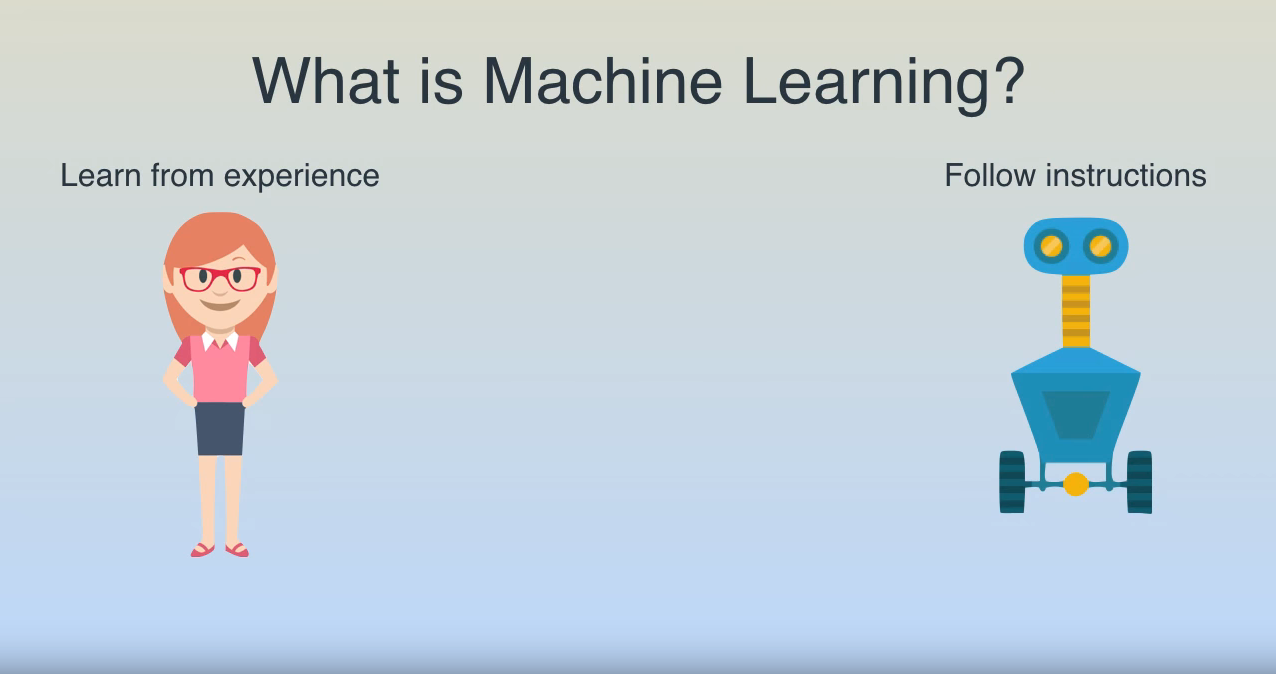 What is Machine Learning?
Learn from experience
Follow instructions